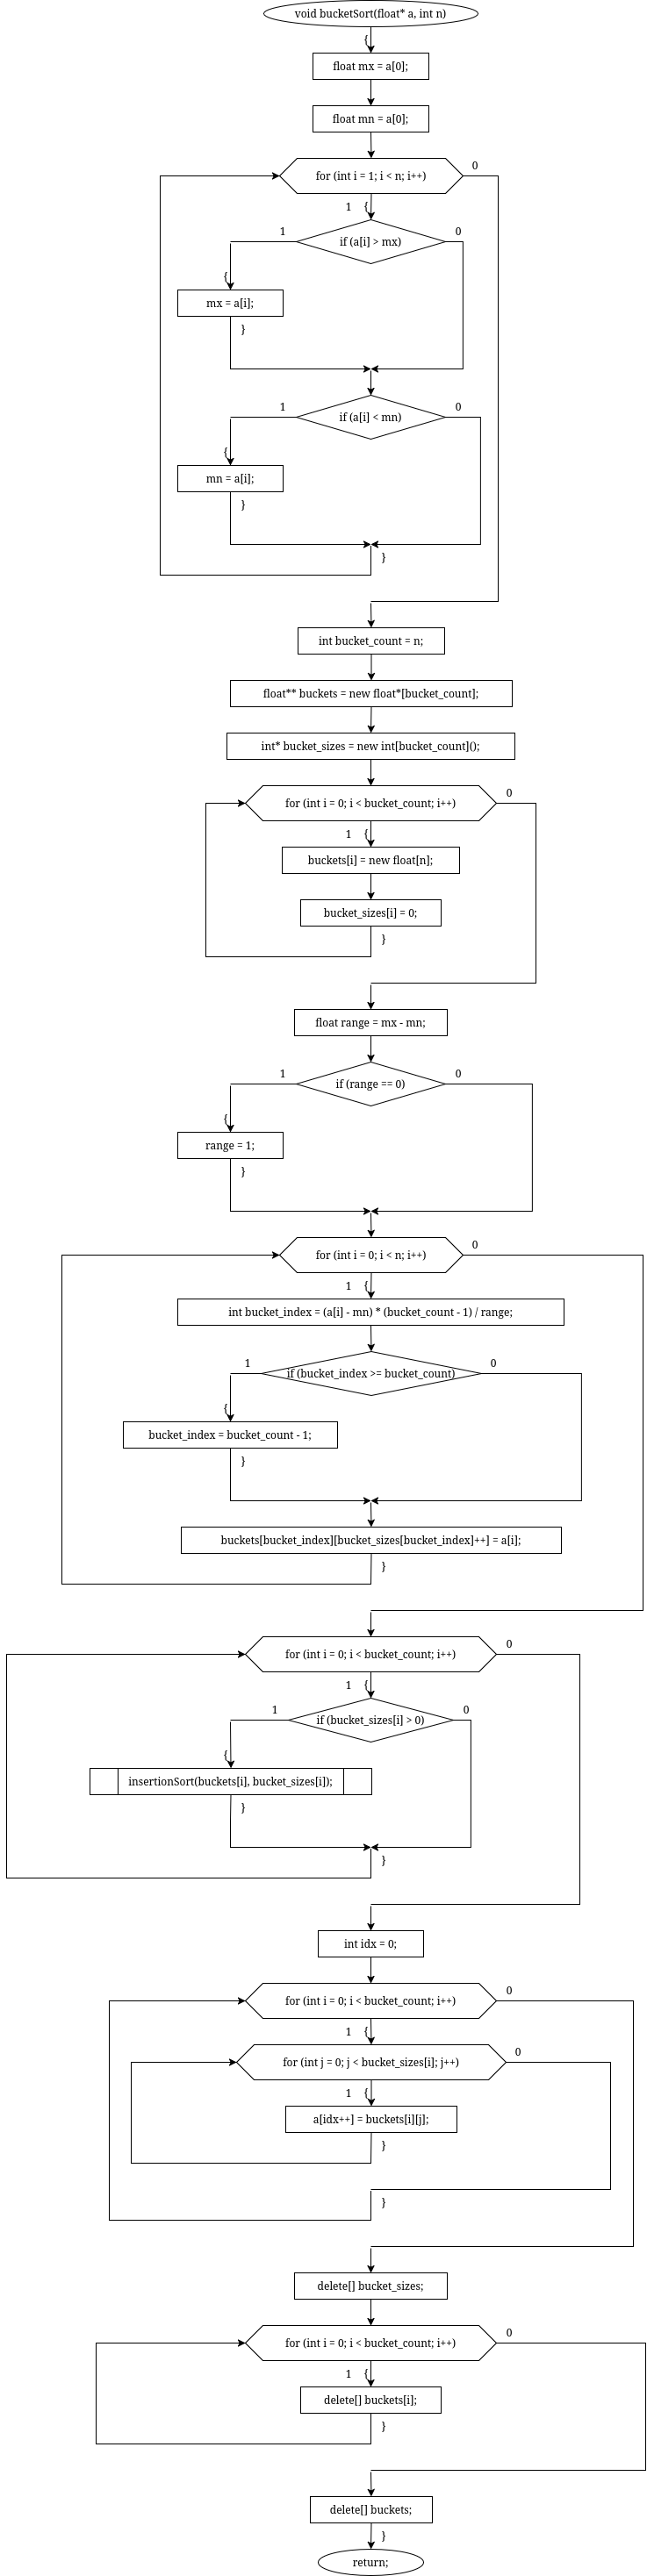 void bucketSort(float* a, int n)
{
float mx = a[0];
float mn = a[0];
0
for (int i = 1; i < n; i++)
1 {
1 0
if (a[i] > mx)
{
mx = a[i];
}
1 0
if (a[i] < mn)
{
mn = a[i];
}
}
int bucket_count = n;
float** buckets = new float*[bucket_count];
int* bucket_sizes = new int[bucket_count]();
0
for (int i = 0; i < bucket_count; i++)
1 {
buckets[i] = new float[n];
bucket_sizes[i] = 0;
}
float range = mx - mn;
1 0
if (range == 0)
{
range = 1;
}
0
for (int i = 0; i < n; i++)
1 {
int bucket_index = (a[i] - mn) * (bucket_count - 1) / range;
1 0
if (bucket_index >= bucket_count)
{
bucket_index = bucket_count - 1;
}
buckets[bucket_index][bucket_sizes[bucket_index]++] = a[i];
}
0
for (int i = 0; i < bucket_count; i++)
1 {
1 0
if (bucket_sizes[i] > 0)
{
insertionSort(buckets[i], bucket_sizes[i]);
}
}
int idx = 0;
0
for (int i = 0; i < bucket_count; i++)
1 {
0
for (int j = 0; j < bucket_sizes[i]; j++)
1 {
a[idx++] = buckets[i][j];
}
}
delete[] bucket_sizes;
0
for (int i = 0; i < bucket_count; i++)
1 {
delete[] buckets[i];
}
delete[] buckets;
}
return;